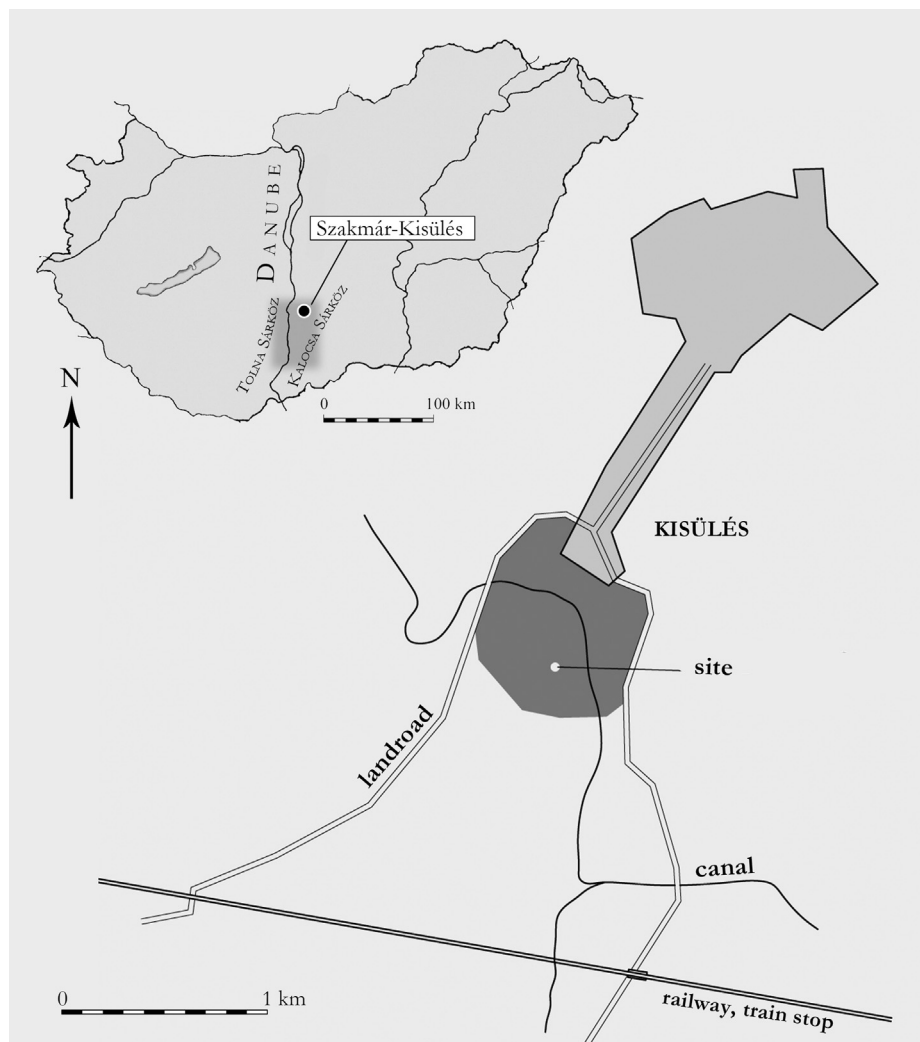 DANUBE
Szakmár-Kisülés
TOLNA SÁRKÖZ
KALOCSA SÁRKÖZ
N
0 100 km
KISÜLÉS
site
landroad
canal
0 1 km
railway, train stop